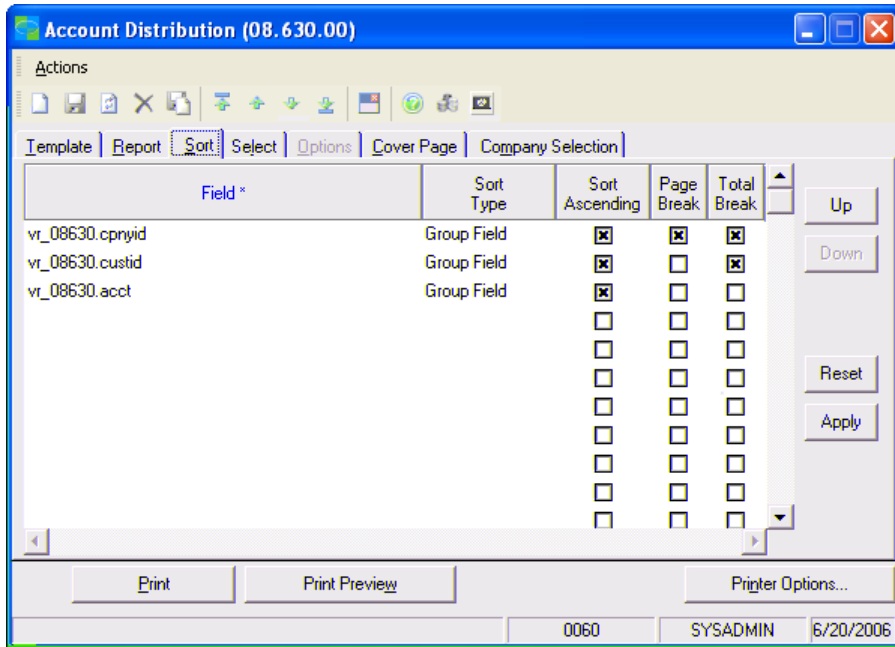 Account Distribution (08.630.00)
Actions
Template Report Sort Select Options Cover Page Company Selection
Field * Sort Type Sort Ascending Page Break Total Break
Up
vr_08630.cpnyid Group Field
Down
vr_08630.custid Group Field
vr_08630.acct Group Field
Reset
Apply
Print Print Preview Printer Options...
0060 SYSADMIN 6/20/2006